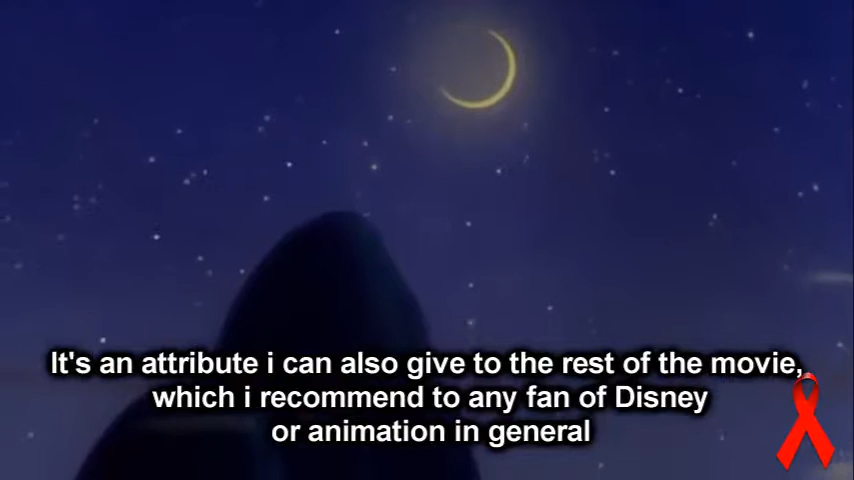 It's an attribute i can also give to the rest of the movie,
which i recommend to any fan of Disney
or animation in general